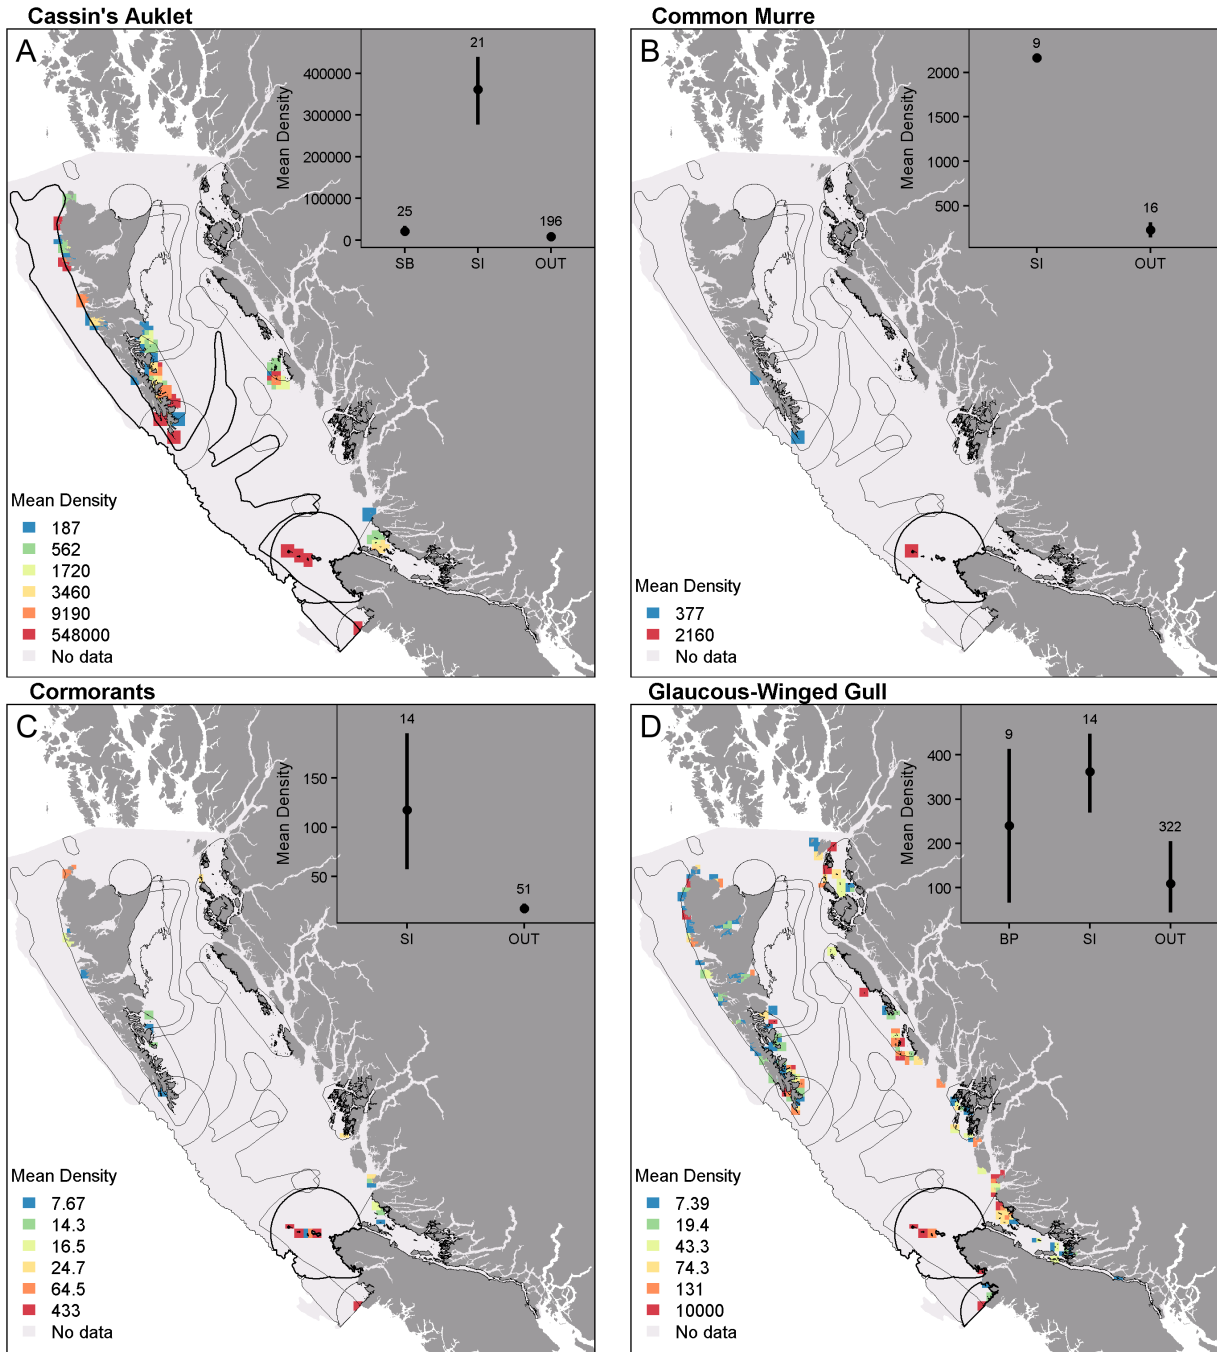 Cassin's Auklet
A
Mean Density
400000
300000
200000
100000
0
25
21
196
SB
SI
OUT
Mean Density
187
562
1720
3460
9190
548000
No data
Common Murre
B
Mean Density
2000
1500
1000
500
9
16
SI
OUT
Mean Density
377
2160
No data
Cormorants
C
Mean Density
150
100
50
14
51
SI
OUT
Mean Density
7.67
14.3
16.5
24.7
64.5
433
No data
Glaucous-Winged Gull
D
Mean Density
400
300
200
100
9
14
322
BP
SI
OUT
Mean Density
7.39
19.4
43.3
74.3
131
10000
No data